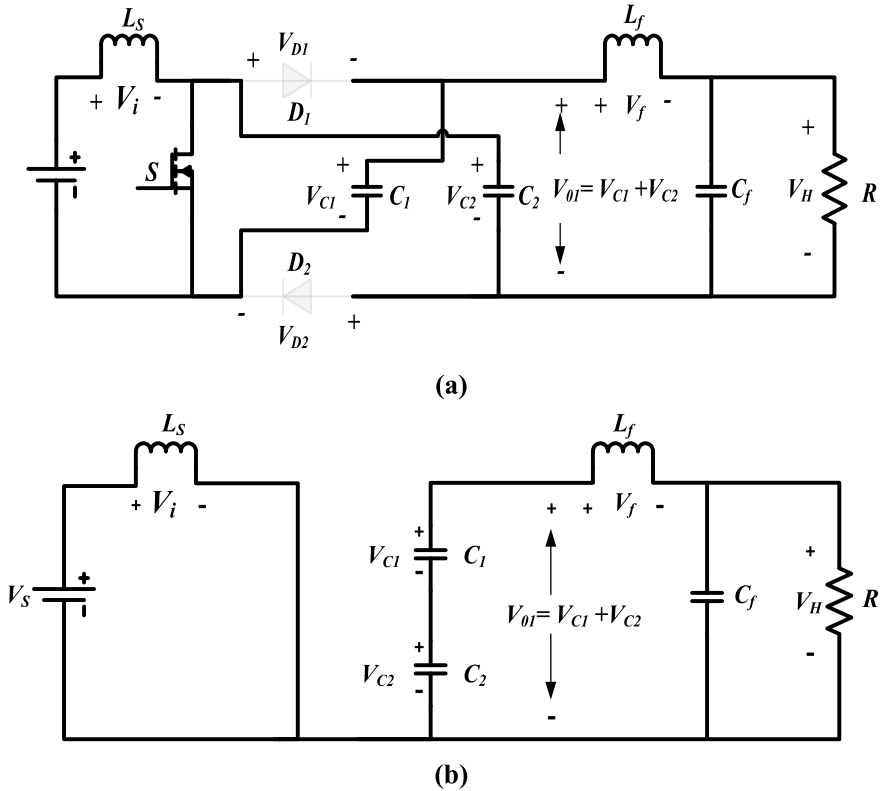 L_S
L_f
+ V_D1 -
+ V_i -
D_1
+ + V_f -
+
S
+ +
V_C1 C_1 V_C2 C_2 V_01= V_C1 +V_C2 C_f V_H R
- -
D_2
- -
- V_D2 +
(a)
L_S
L_f
+ V_i -
+ + V_f -
+
V_C1 C_1
+
-
V_S + - V_01= V_C1 +V_C2 C_f V_H R
+
V_C2 C_2
-
-
-
(b)